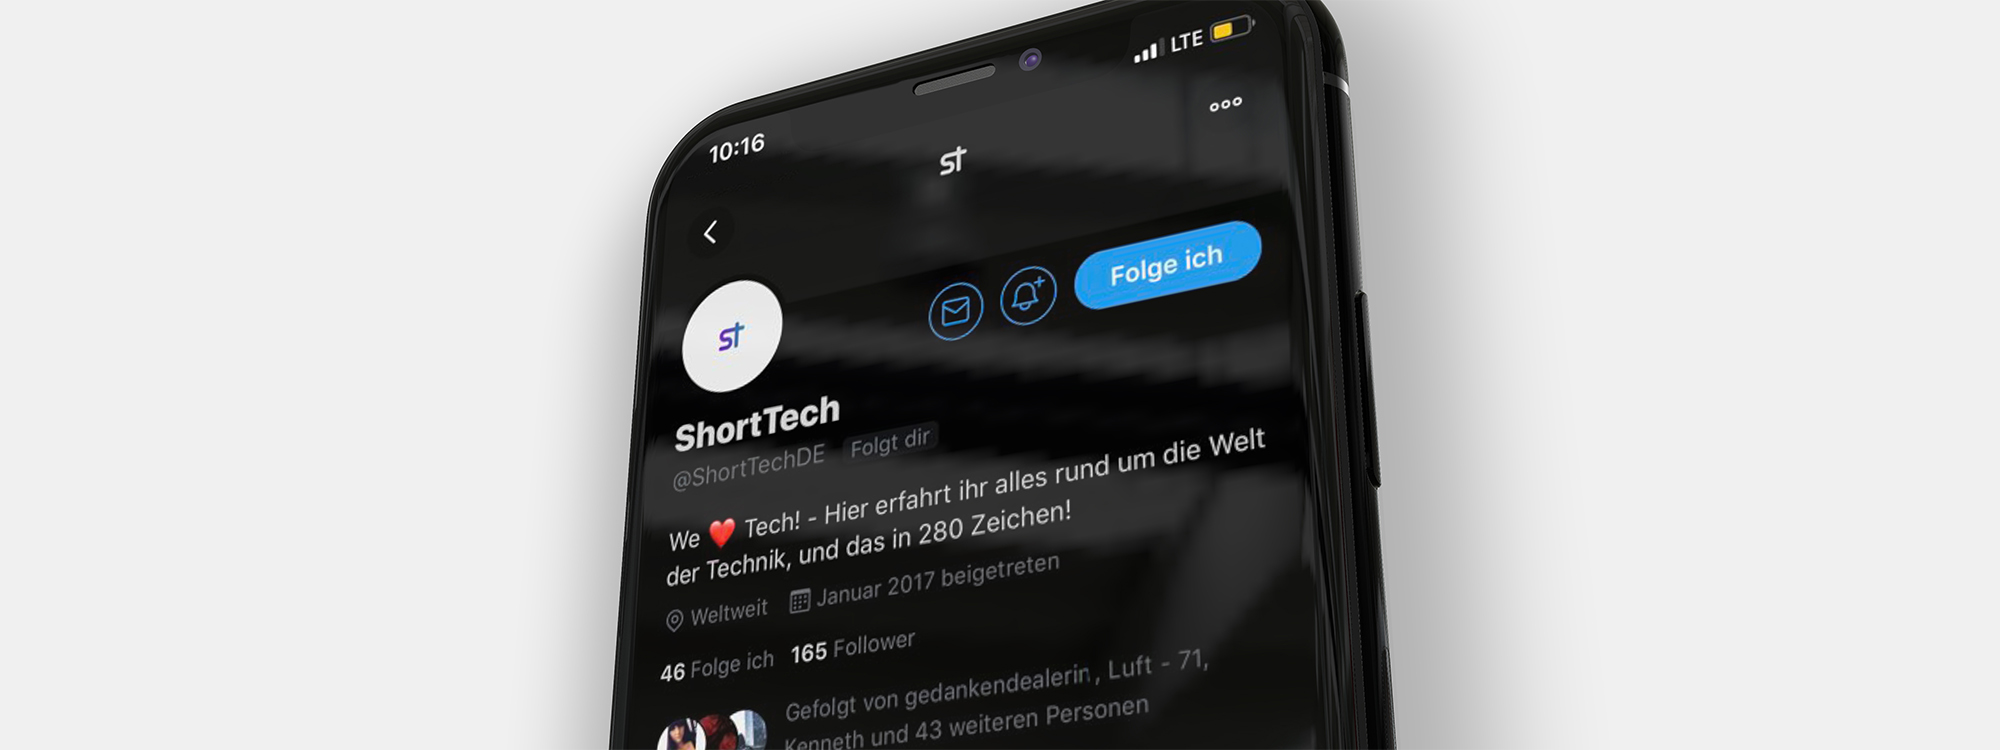 10:16
LTE
st
Folge ich
st
ShortTech
@ShortTechDE Folgt dir
We ❤️ Tech! - Hier erfahrt ihr alles rund um die Welt
der Technik, und das in 280 Zeichen!
Weltweit Januar 2017 beigetreten
46 Folge ich 165 Follower
Gefolgt von gedankendealerin, Luft - 71,
Kenneth und 43 weiteren Personen